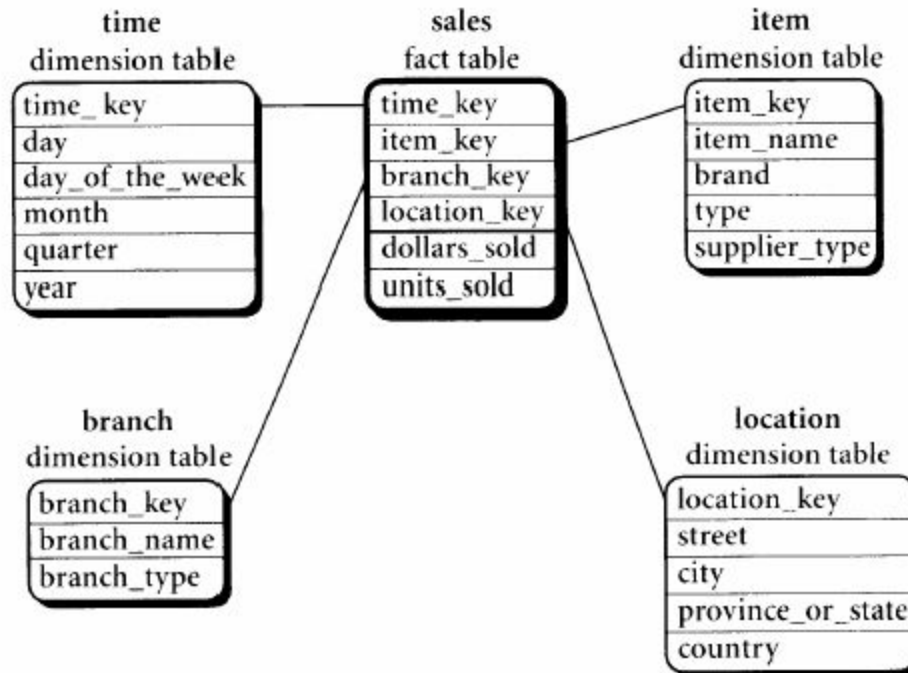 time
dimension table
time_ key
day
day_of_the_week
month
quarter
year
sales
fact table
time_key
item_key
branch_key
location_key
dollars_sold
units_sold
item
dimension table
item_key
item_name
brand
type
supplier_type
branch
dimension table
branch_key
branch_name
branch_type
location
dimension table
location_key
street
city
province_or_state
country